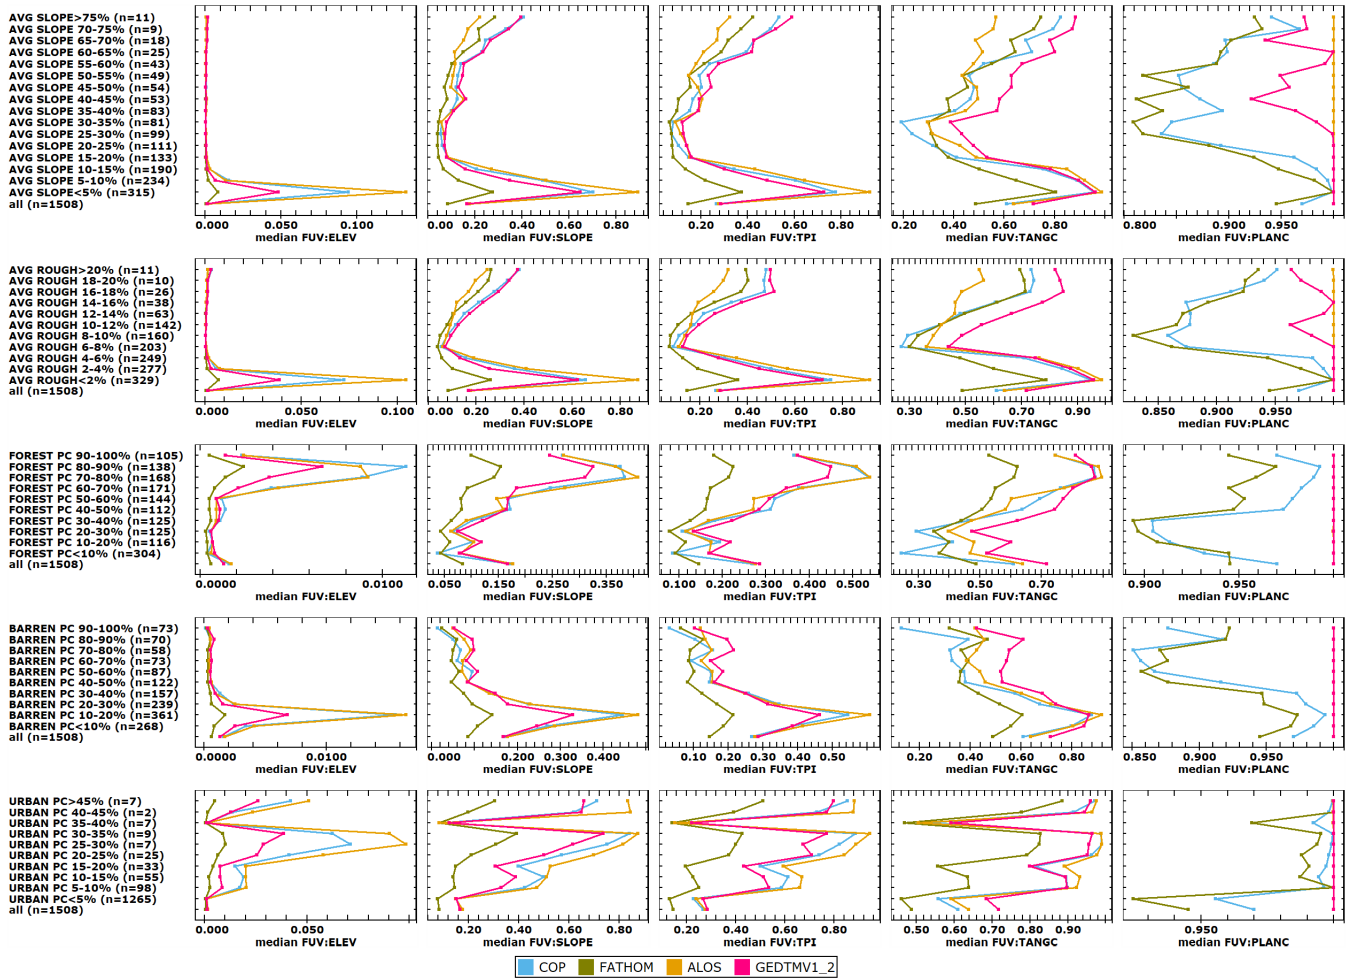 AVG SLOPE>75% (n=11)
AVG SLOPE 70-75% (n=9)
AVG SLOPE 65-70% (n=18)
AVG SLOPE 60-65% (n=25)
AVG SLOPE 55-60% (n=43)
AVG SLOPE 50-55% (n=49)
AVG SLOPE 45-50% (n=54)
AVG SLOPE 40-45% (n=53)
AVG SLOPE 35-40% (n=83)
AVG SLOPE 30-35% (n=81)
AVG SLOPE 25-30% (n=99)
AVG SLOPE 20-25% (n=111)
AVG SLOPE 15-20% (n=133)
AVG SLOPE 10-15% (n=190)
AVG SLOPE 5-10% (n=234)
AVG SLOPE<5% (n=315)
all (n=1508)
0.000 0.050 0.100 0.00 0.20 0.40 0.60 0.80 0.20 0.40 0.60 0.80 0.20 0.40 0.60 0.80 0.800 0.900 0.950
median FUV:ELEV median FUV:SLOPE median FUV:TPI median FUV:TANGC median FUV:PLANC
AVG ROUGH>20% (n=11)
AVG ROUGH 18-20% (n=10)
AVG ROUGH 16-18% (n=26)
AVG ROUGH 14-16% (n=38)
AVG ROUGH 12-14% (n=63)
AVG ROUGH 10-12% (n=142)
AVG ROUGH 8-10% (n=160)
AVG ROUGH 6-8% (n=203)
AVG ROUGH 4-6% (n=249)
AVG ROUGH 2-4% (n=277)
AVG ROUGH<2% (n=329)
all (n=1508)
0.000 0.050 0.100 0.00 0.20 0.40 0.60 0.80 0.20 0.40 0.60 0.80 0.30 0.50 0.70 0.90 0.850 0.900 0.950
median FUV:ELEV median FUV:SLOPE median FUV:TPI median FUV:TANGC median FUV:PLANC
FOREST PC 90-100% (n=105)
FOREST PC 80-90% (n=138)
FOREST PC 70-80% (n=168)
FOREST PC 60-70% (n=171)
FOREST PC 50-60% (n=144)
FOREST PC 40-50% (n=112)
FOREST PC 30-40% (n=125)
FOREST PC 20-30% (n=125)
FOREST PC 10-20% (n=116)
FOREST PC<10% (n=304)
all (n=1508)
0.0000 0.0100 0.050 0.150 0.250 0.350 0.100 0.200 0.300 0.400 0.500 0.30 0.50 0.70 0.900 0.950
median FUV:ELEV median FUV:SLOPE median FUV:TPI median FUV:TANGC median FUV:PLANC
BARREN PC 90-100% (n=73)
BARREN PC 80-90% (n=70)
BARREN PC 70-80% (n=58)
BARREN PC 60-70% (n=73)
BARREN PC 50-60% (n=87)
BARREN PC 40-50% (n=122)
BARREN PC 30-40% (n=157)
BARREN PC 20-30% (n=239)
BARREN PC 10-20% (n=361)
BARREN PC<10% (n=268)
all (n=1508)
0.0000 0.0100 0.000 0.100 0.200 0.300 0.400 0.100 0.200 0.300 0.400 0.500 0.20 0.40 0.60 0.80 0.850 0.950
median FUV:ELEV median FUV:SLOPE median FUV:TPI median FUV:TANGC median FUV:PLANC
URBAN PC>45% (n=7)
URBAN PC 40-45% (n=2)
URBAN PC 35-40% (n=7)
URBAN PC 30-35% (n=9)
URBAN PC 25-30% (n=7)
URBAN PC 20-25% (n=25)
URBAN PC 15-20% (n=33)
URBAN PC 10-15% (n=55)
URBAN PC 5-10% (n=98)
URBAN PC<5% (n=1265)
all (n=1508)
0.050 0.20 0.40 0.60 0.80 0.20 0.40 0.60 0.80 0.50 0.60 0.70 0.80 0.90 0.950
median FUV:ELEV median FUV:SLOPE median FUV:TPI median FUV:TANGC median FUV:PLANC
COP FATHOM ALOS GEDTMV1_2